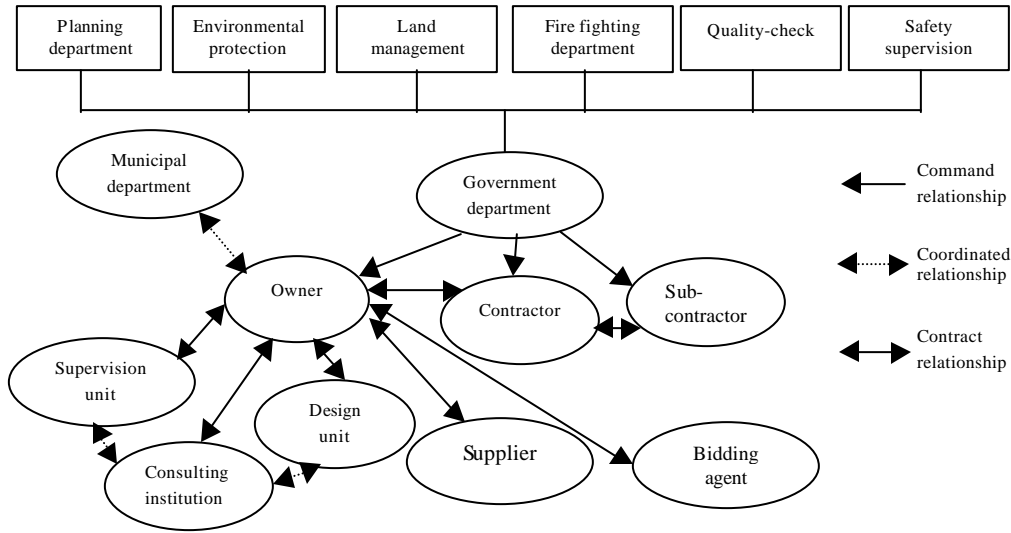 Planning
department
Environmental
protection
Land
management
Fire fighting
department
Quality-check
Safety
supervision
Municipal
department
Government
department
Command
relationship
Coordinated
relationship
Contract
relationship
Owner
Contractor
Sub-
contractor
Supervision
unit
Design
unit
Consulting
institution
Supplier
Bidding
agent